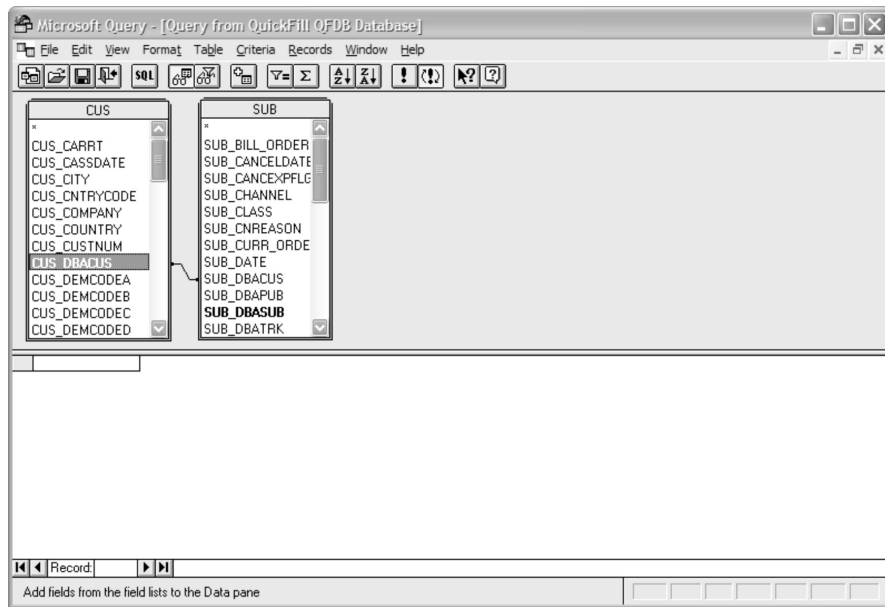 Microsoft Query - [Query from QuickFill QFDB Database]
File Edit View Format Table Criteria Records Window Help
SQL
CUS
*
CUS_CARRT
CUS_CASSDATE
CUS_CITY
CUS_CNTRYCODE
CUS_COMPANY
CUS_COUNTRY
CUS_CUSTNUM
CUS_DBACUS
CUS_DEMCODEA
CUS_DEMCODEB
CUS_DEMCODEC
CUS_DEMCODED
SUB
*
SUB_BILL_ORDER
SUB_CANCELDATE
SUB_CANCEXPFLG
SUB_CHANNEL
SUB_CLASS
SUB_CNREASON
SUB_CURR_ORDE
SUB_DATE
SUB_DBACUS
SUB_DBAPUB
SUB_DBASUB
SUB_DBATRK
Record:
Add fields from the field lists to the Data pane